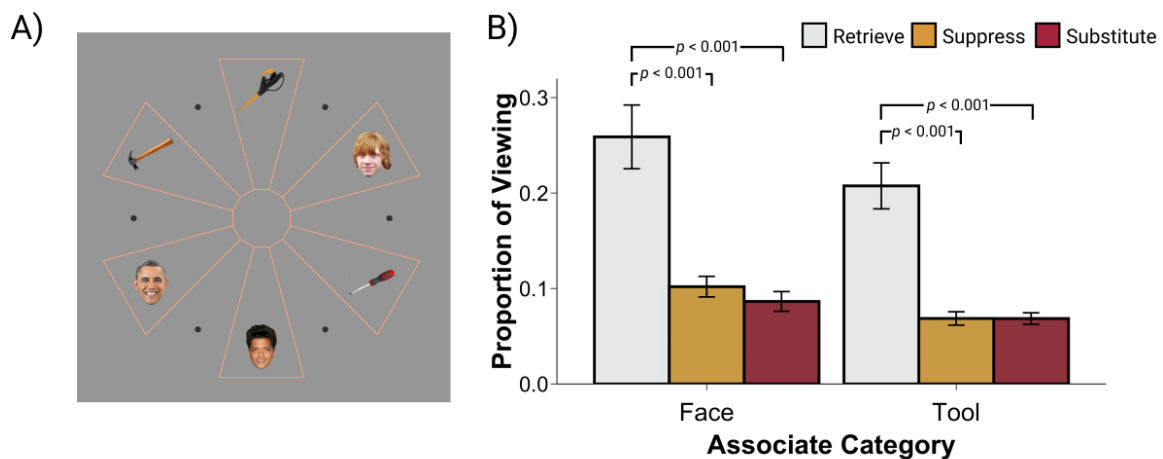 A)
B)
Retrieve Suppress Substitute
p < 0.001
p < 0.001
p < 0.001
p < 0.001
Proportion of Viewing
0.3
0.2
0.1
0.0
Face Tool
Associate Category